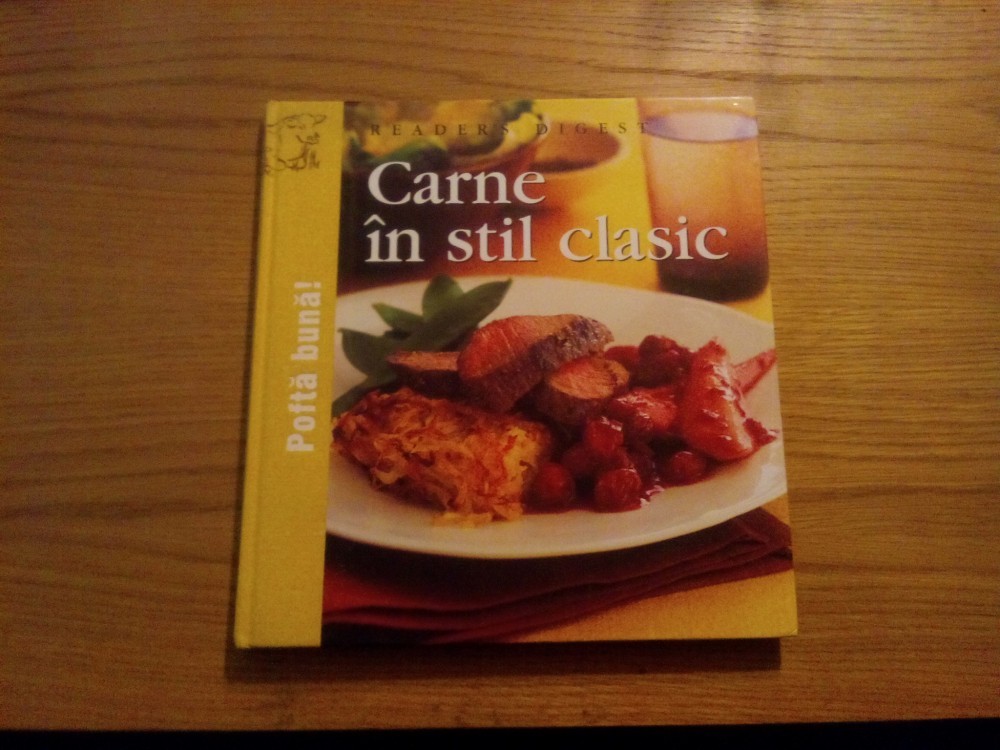 READER'S DIGEST
Carne
în stil clasic
Poftă bună!